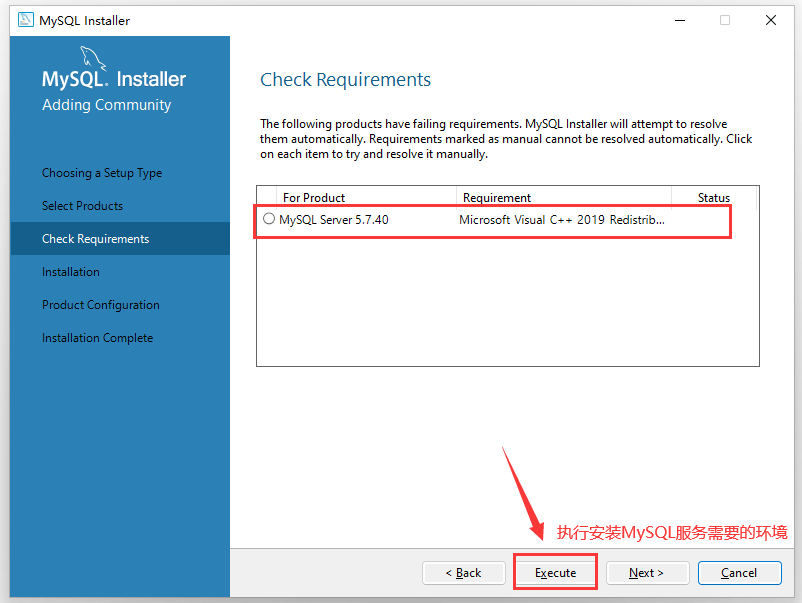 MySQL Installer
MySQL. Installer
Adding Community
Choosing a Setup Type
Select Products
Check Requirements
Installation
Product Configuration
Installation Complete
Check Requirements
The following products have failing requirements. MySQL Installer will attempt to resolve
them automatically. Requirements marked as manual cannot be resolved automatically. Click
on each item to try and resolve it manually.
For Product Requirement Status
MySQL Server 5.7.40 Microsoft Visual C++ 2019 Redistrib...
执行安装MySQL服务需要的环境
< Back Execute Next > Cancel